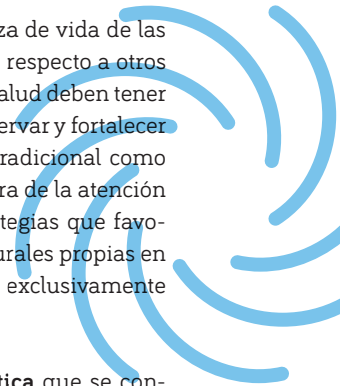 za de vida de las
respecto a otros
alud deben tener
ervar y fortalecer
radicional como
ra de la atención
tegias que favo-
urales propias en
exclusivamente
tica que se con-